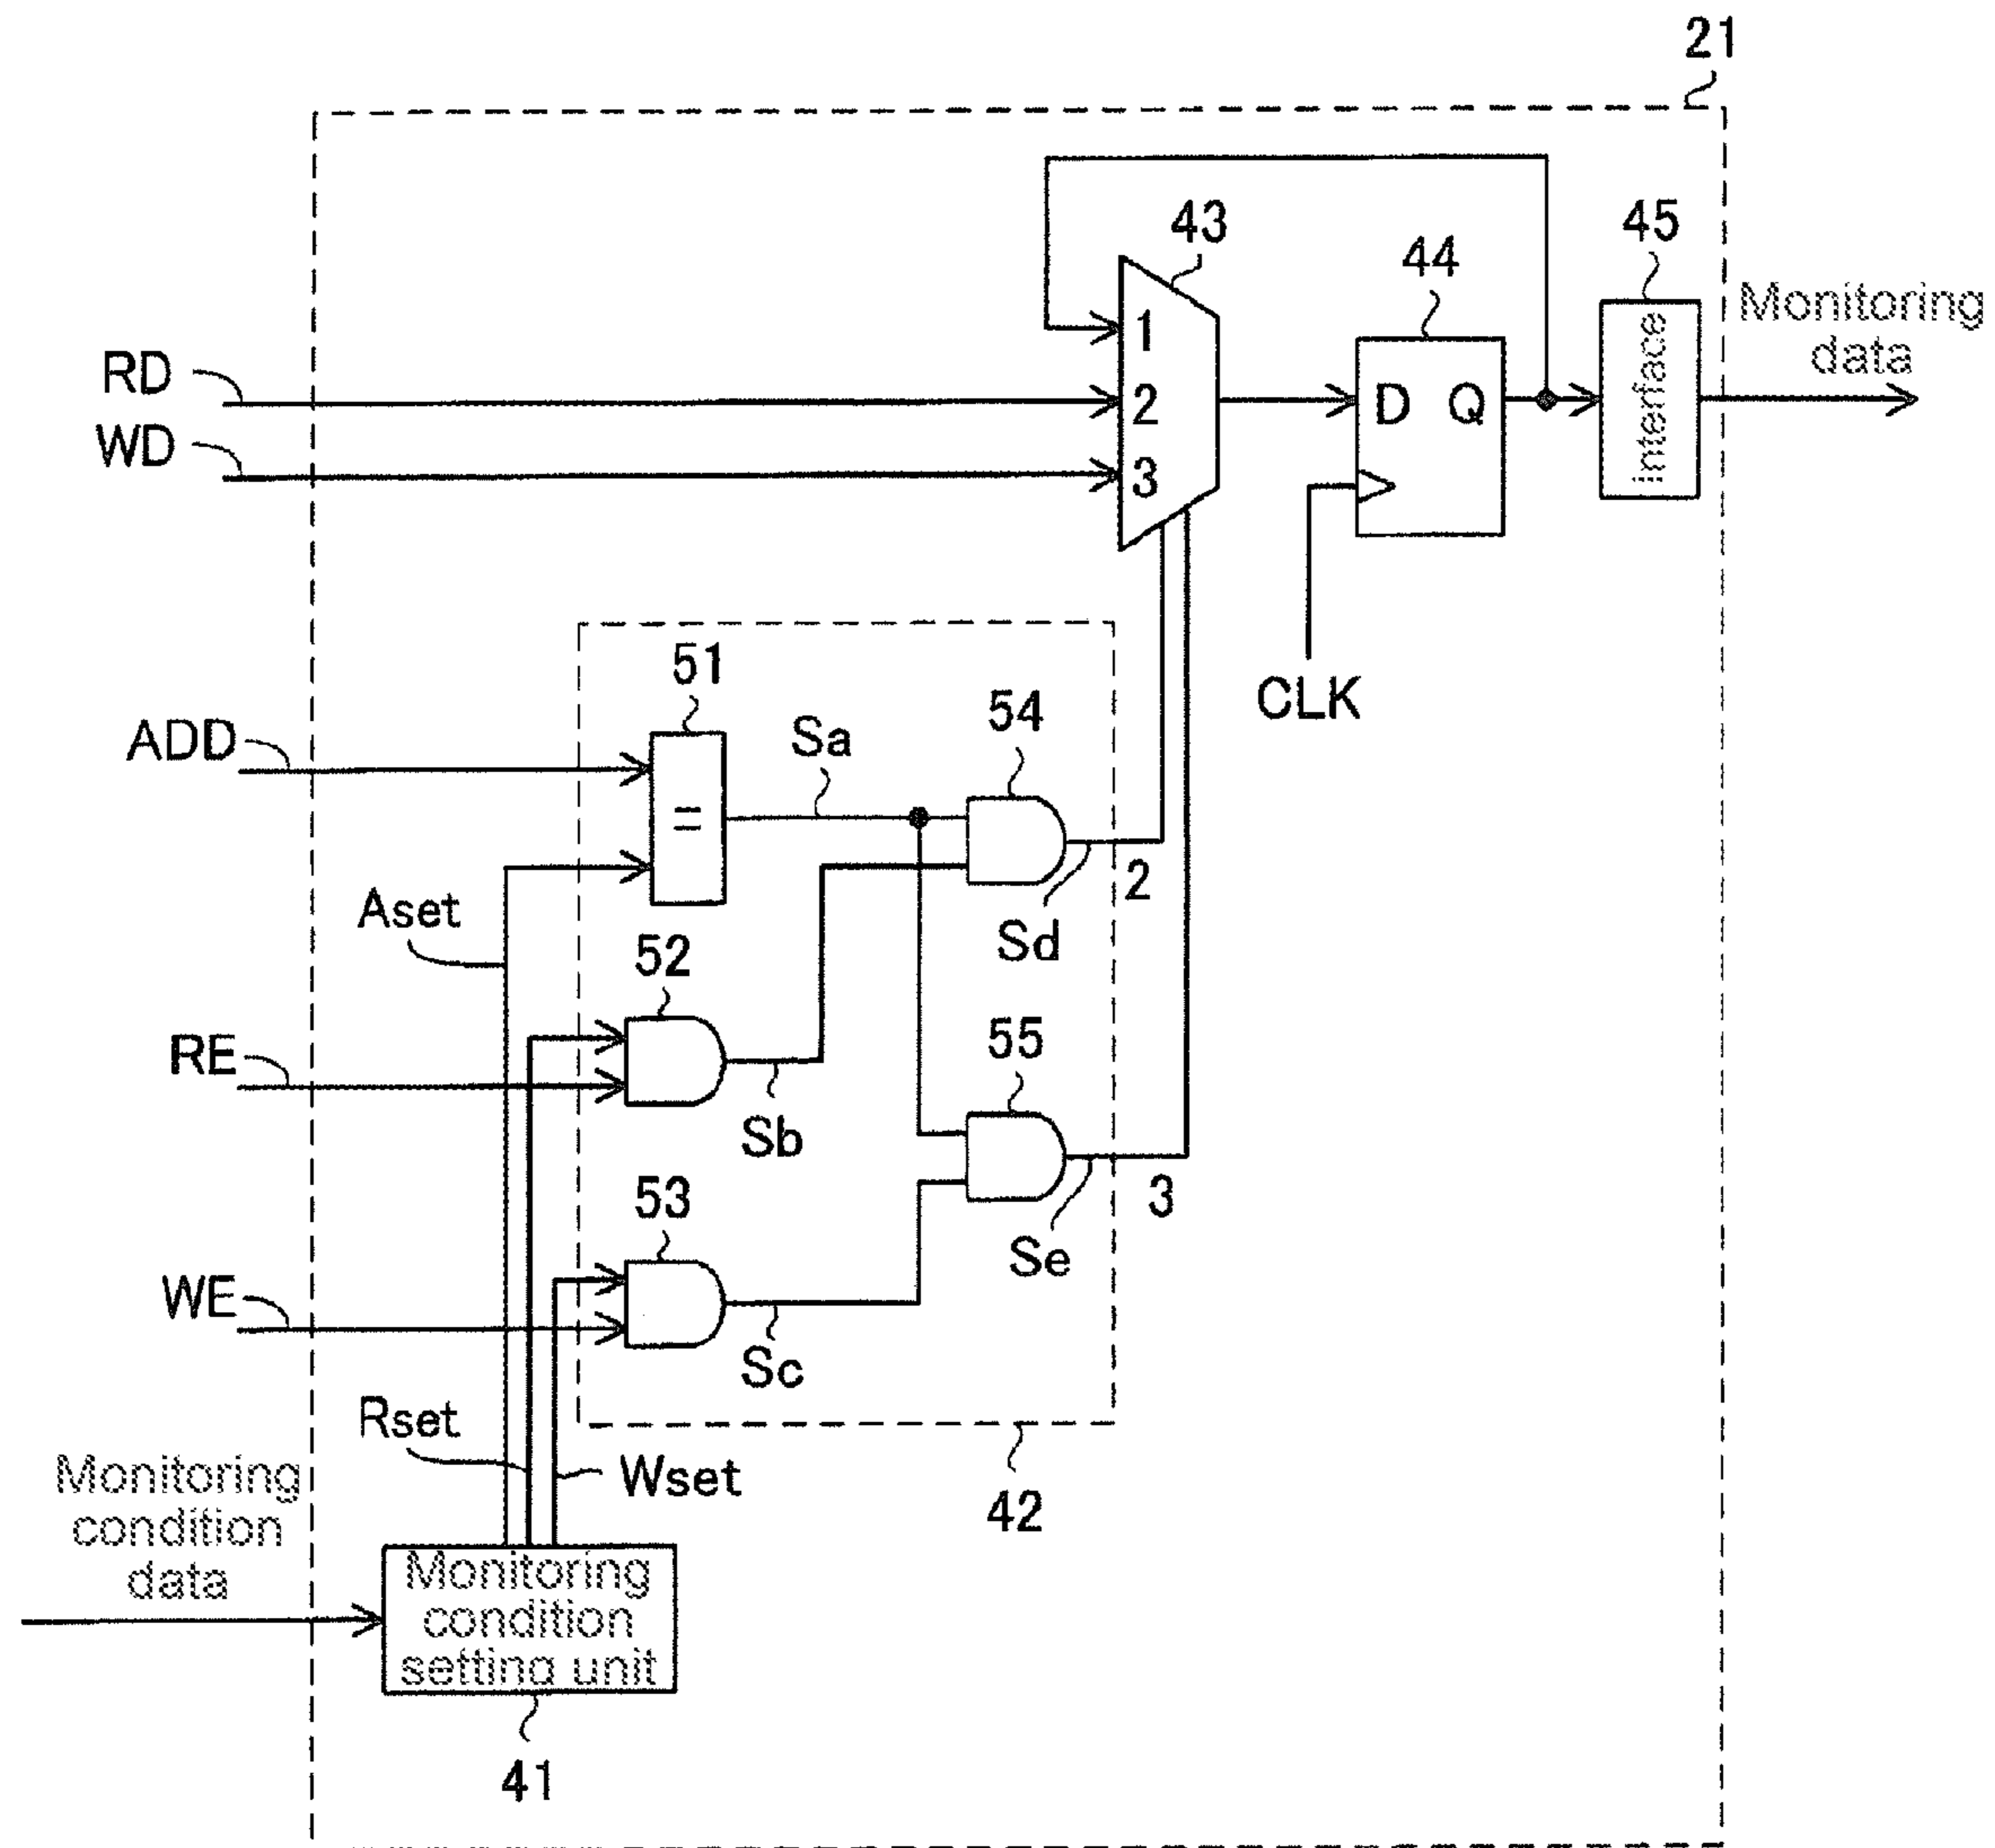 21
43
44
45
Monitoring
data
1
2
3
D Q
interface
RD
WD
CLK
51
54
Sa
ADD
=
2
Aset
Sd
52
55
RE
Sb
53
3
Se
WE
Sc
Rset
Wset
42
Monitoring
condition
data
Monitoring
condition
setting unit
41